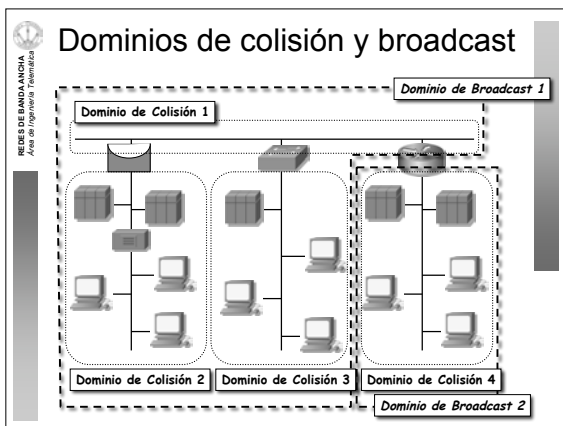 Dominios de colisión y broadcast
REDES DE BANDA ANCHA
Área de Ingeniería Telemática
Dominio de Broadcast 1
Dominio de Colisión 1
Dominio de Colisión 2
Dominio de Colisión 3
Dominio de Colisión 4
Dominio de Broadcast 2